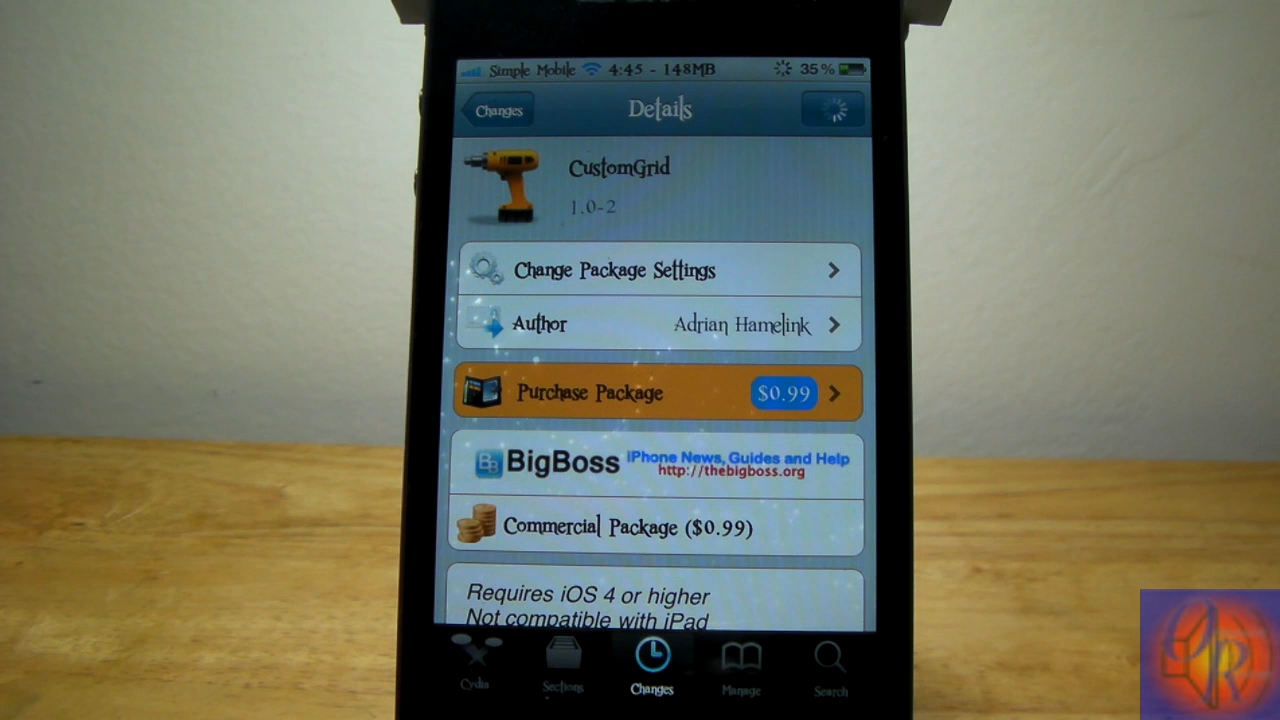 Simple Mobile 4:45 - 148MB 35%
Changes Details
CustomGrid
1.0-2
Change Package Settings
Author Adrian Hamelink
Purchase Package $0.99
BB BigBoss iPhone News, Guides and Help
http://thebigboss.org
Commercial Package ($0.99)
Requires iOS 4 or higher
Not compatible with iPad
Cydia Sections Changes Manage Search